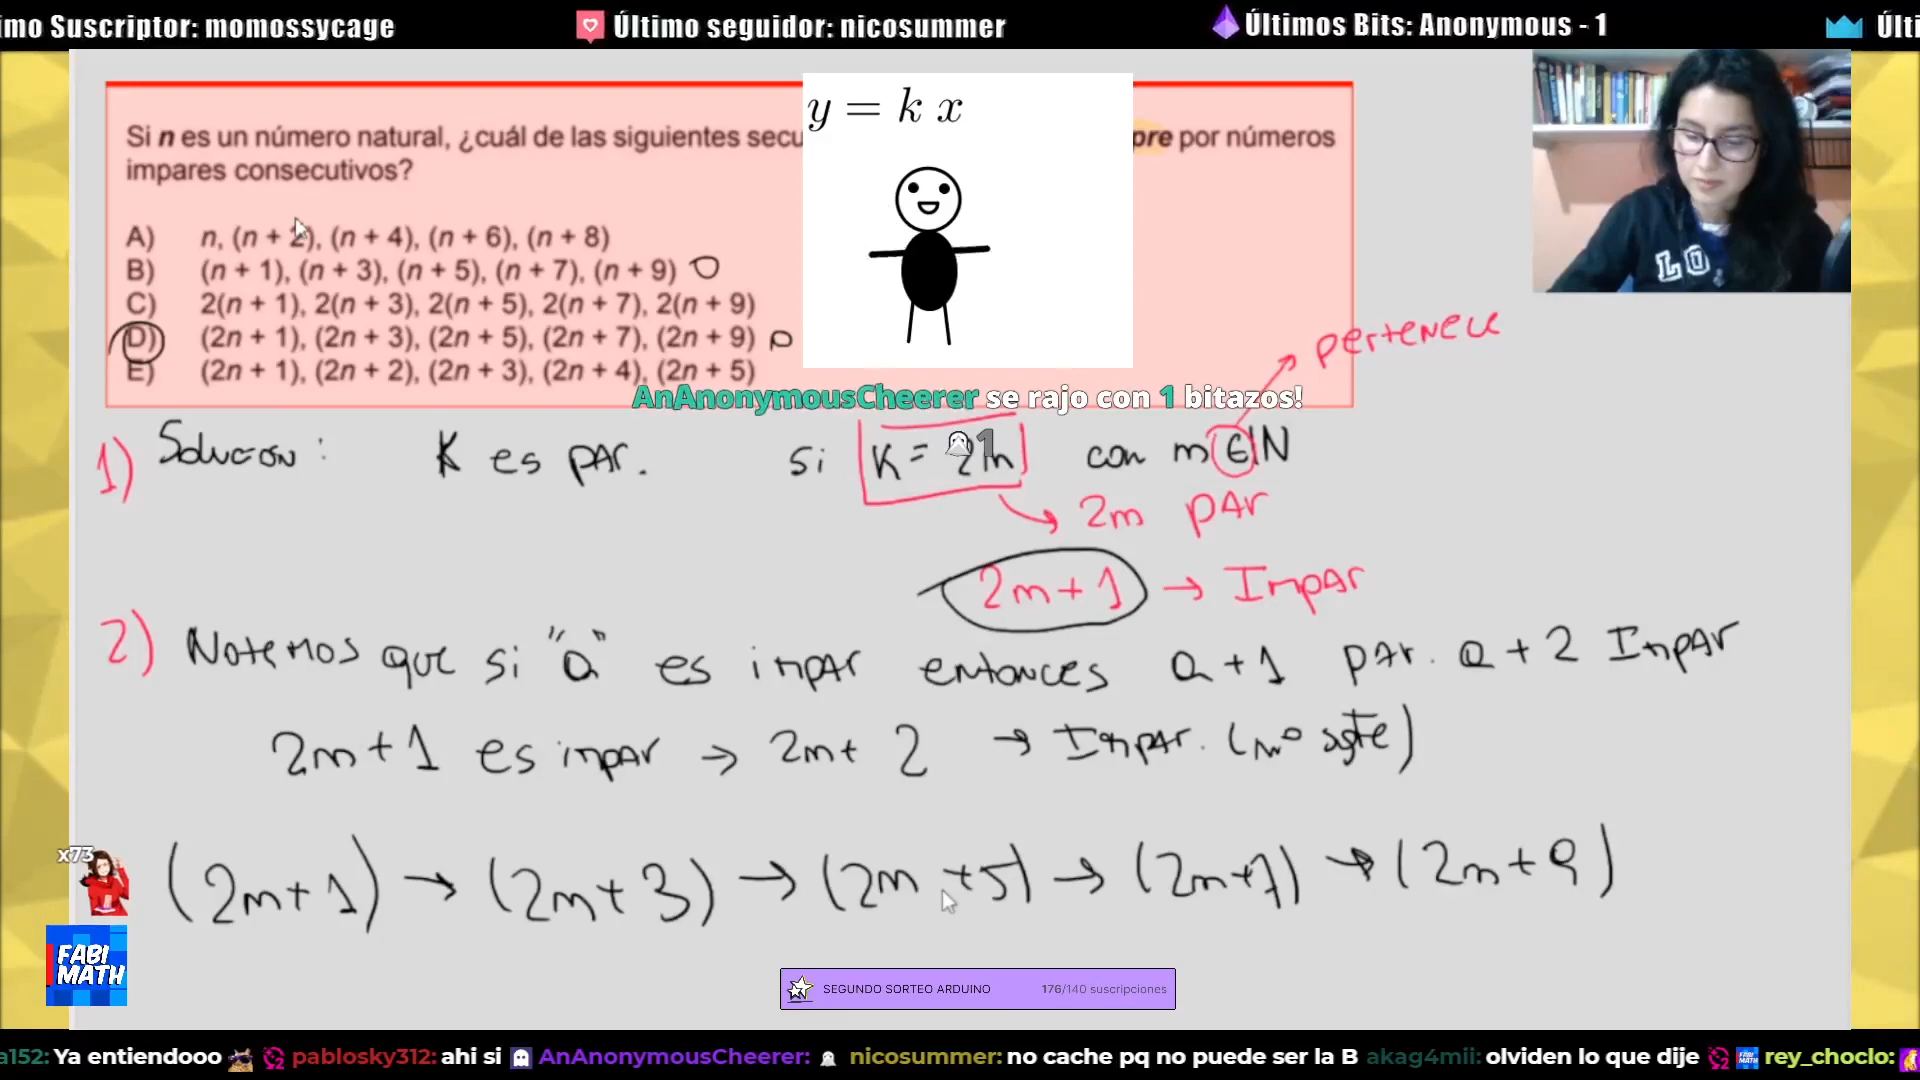 imo Suscriptor: momossycage
Último seguidor: nicosummer
Últimos Bits: Anonymous - 1
Últi
y = k x
Si n es un número natural, ¿cuál de las siguientes secu
pre por números
impares consecutivos?
A) n, (n + 2), (n + 4), (n + 6), (n + 8)
B) (n + 1), (n + 3), (n + 5), (n + 7), (n + 9)
C) 2(n + 1), 2(n + 3), 2(n + 5), 2(n + 7), 2(n + 9)
D) (2n + 1), (2n + 3), (2n + 5), (2n + 7), (2n + 9)
E) (2n + 1), (2n + 2), (2n + 3), (2n + 4), (2n + 5)
LO
pertenece
AnAnonymousCheerer se rajo con 1 bitazos!
1) Solucion: K es PAR. si K = 2m con m ∈ IN
1
→ 2m PAr
2m + 1 → Impar
2) Notemos que si "a" es impar entonces a + 1 PAr. a + 2 Impar
2m + 1 es impar → 2m + 2 → Impar. (no sgte)
(2m + 1) → (2m + 3) → (2m + 5) → (2m + 7) → (2m + 9)
x73
FABI
MATH
SEGUNDO SORTEO ARDUINO 176/140 suscripciones
a152: Ya entiendooo pablosky312: ahi si AnAnonymousCheerer: nicosummer: no cache pq no puede ser la B akag4mii: olviden lo que dije rey_choclo: